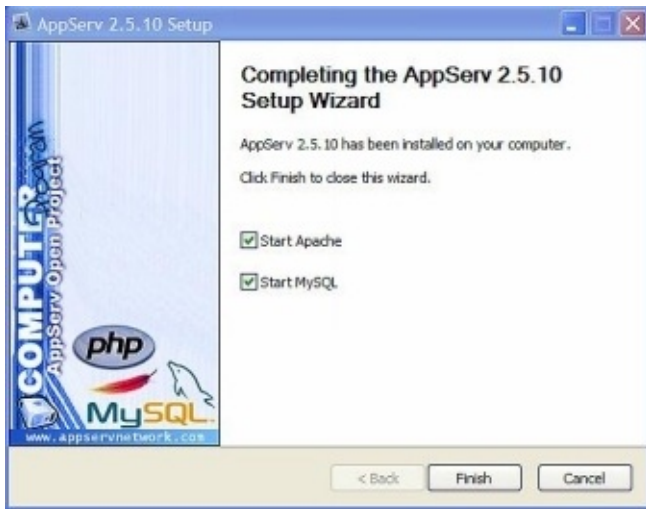 AppServ 2.5.10 Setup
Completing the AppServ 2.5.10
Setup Wizard
AppServ 2.5.10 has been installed on your computer.
Click Finish to close this wizard.
Start Apache
Start MySQL
COMPUTER
Program
AppServ Open Project
php
MySQL
www.appservnetwork.com
< Back
Finish
Cancel